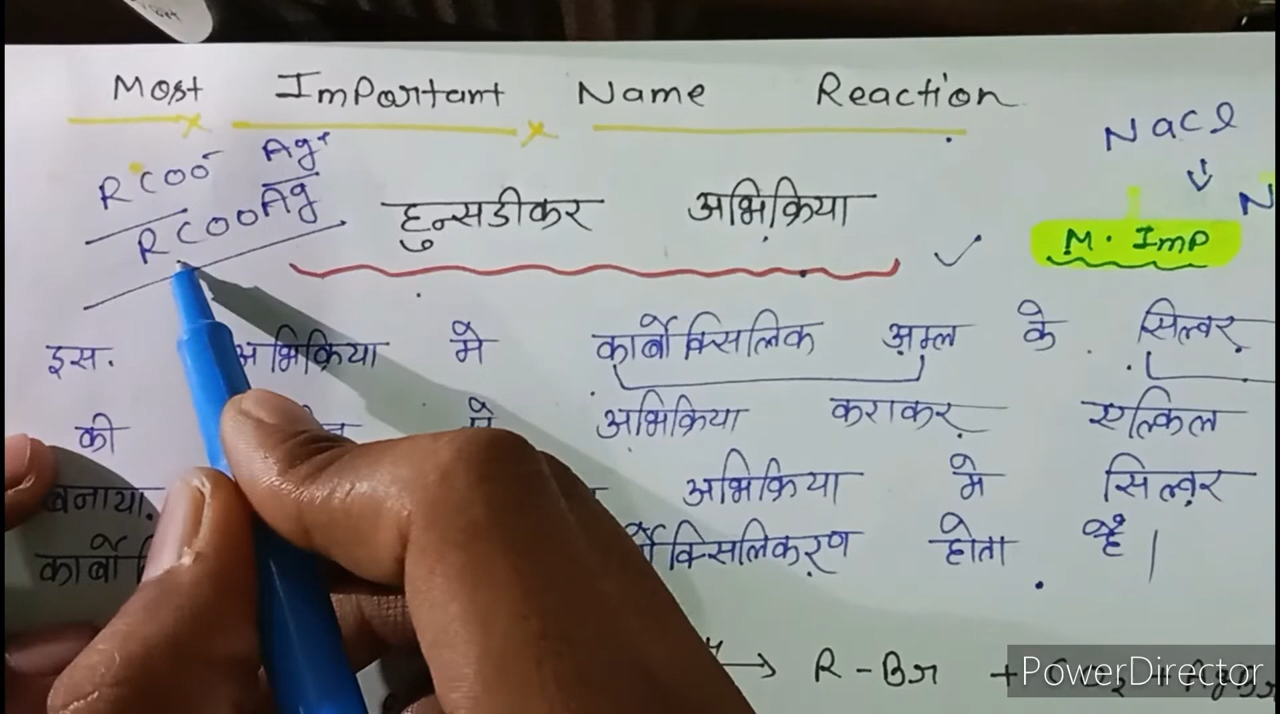 Most Important Name Reaction
NaCl
RCOO⁻ Ag⁺
RCOOAg
हुन्सडीकर अभिक्रिया
M. Imp
इस. अभिक्रिया मे कार्बोक्सिलिक अम्ल के सिल्वर
की मे अभिक्रिया कराकर एल्किल
बनाया. अभिक्रिया मे सिल्वर
होता है|
→ R-Br +
PowerDirector